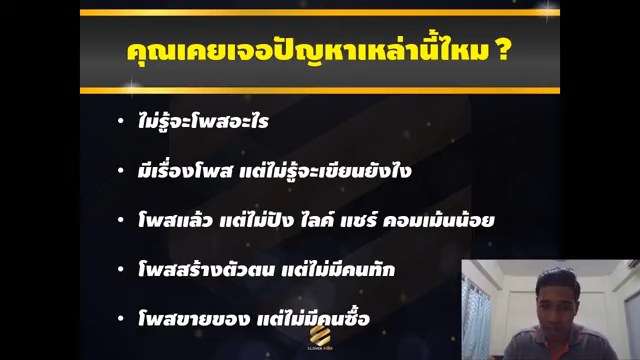 คุณเคยเจอปัญหาเหล่านี้ไหม ?
• ไม่รู้จะโพสอะไร
• มีเรื่องโพส แต่ไม่รู้จะเขียนยังไง
• โพสแล้ว แต่ไม่ปัง ไลค์ แชร์ คอมเม้นน้อย
• โพสสร้างตัวตน แต่ไม่มีคนทัก
• โพสขายของ แต่ไม่มีคนซื้อ